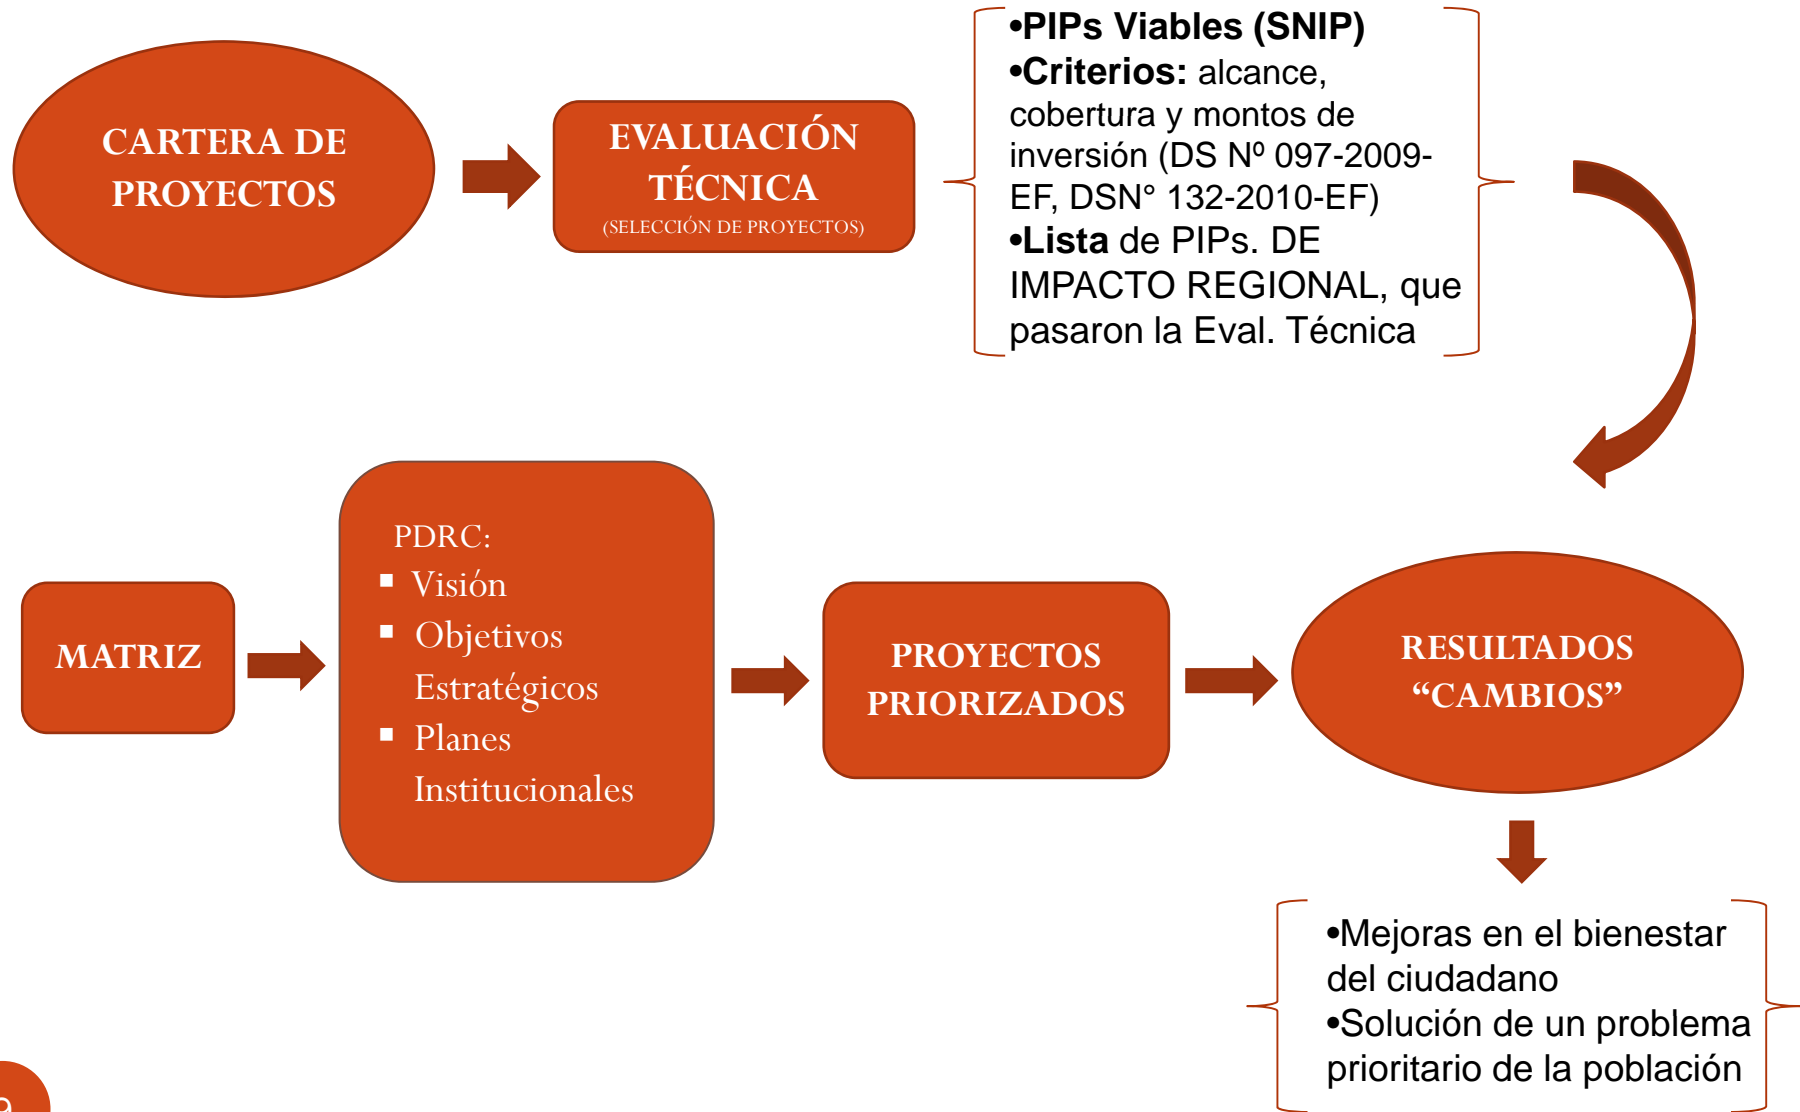 CARTERA DE
PROYECTOS
EVALUACIÓN
TÉCNICA
(SELECCIÓN DE PROYECTOS)
•PIPs Viables (SNIP)
•Criterios: alcance,
cobertura y montos de
inversión (DS Nº 097-2009-
EF, DSN° 132-2010-EF)
•Lista de PIPs. DE
IMPACTO REGIONAL, que
pasaron la Eval. Técnica
MATRIZ
PDRC:
▪ Visión
▪ Objetivos
Estratégicos
▪ Planes
Institucionales
PROYECTOS
PRIORIZADOS
RESULTADOS
“CAMBIOS”
•Mejoras en el bienestar
del ciudadano
•Solución de un problema
prioritario de la población